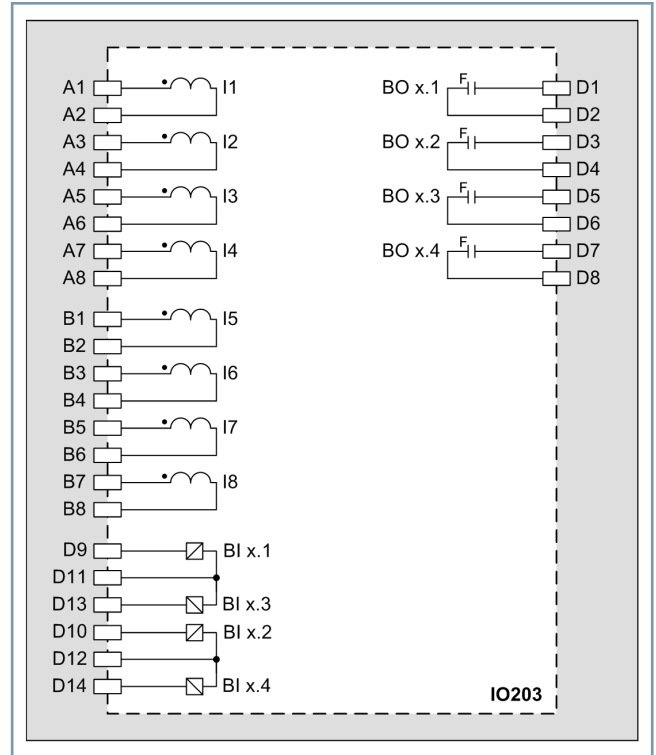 A1 I1 BO x.1 F D1
A2 D2
A3 I2 BO x.2 F D3
A4 D4
A5 I3 BO x.3 F D5
A6 D6
A7 I4 BO x.4 F D7
A8 D8
B1 I5
B2
B3 I6
B4
B5 I7
B6
B7 I8
B8
D9 BI x.1
D11
D13 BI x.3
D10 BI x.2
D12
D14 BI x.4
IO203